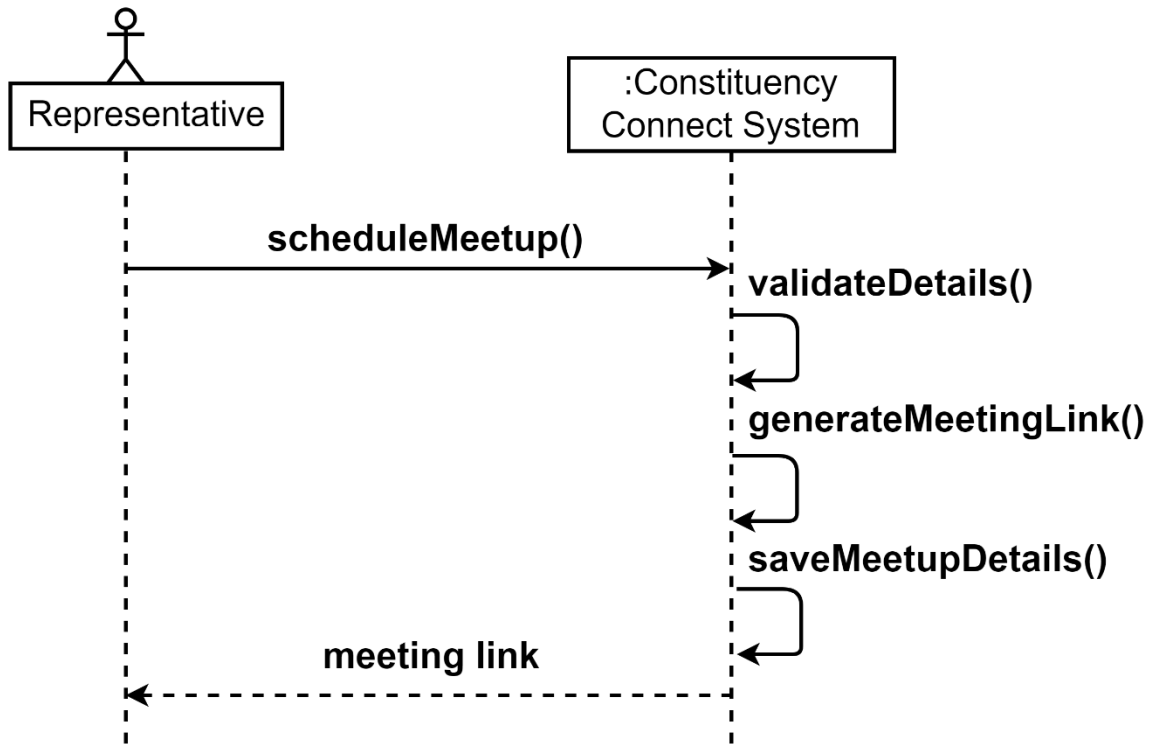 Representative
:Constituency
Connect System
scheduleMeetup()
validateDetails()
generateMeetingLink()
saveMeetupDetails()
meeting link